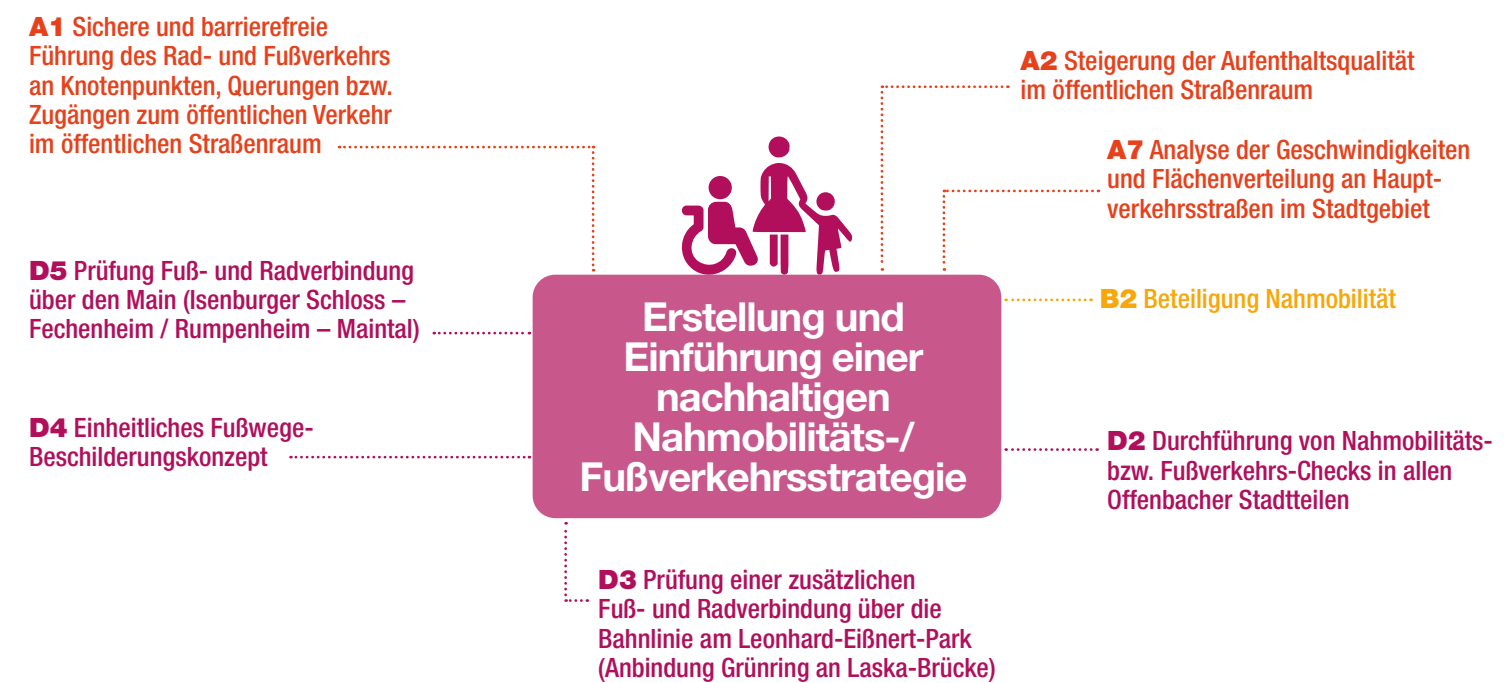 A1 Sichere und barrierefreie
Führung des Rad- und Fußverkehrs
an Knotenpunkten, Querungen bzw.
Zugängen zum öffentlichen Verkehr
im öffentlichen Straßenraum
A2 Steigerung der Aufenthaltsqualität
im öffentlichen Straßenraum
A7 Analyse der Geschwindigkeiten
und Flächenverteilung an Haupt-
verkehrsstraßen im Stadtgebiet
D5 Prüfung Fuß- und Radverbindung
über den Main (Isenburger Schloss –
Fechenheim / Rumpenheim – Maintal)
B2 Beteiligung Nahmobilität
Erstellung und
Einführung einer
nachhaltigen
Nahmobilitäts-/
Fußverkehrsstrategie
D4 Einheitliches Fußwege-
Beschilderungskonzept
D2 Durchführung von Nahmobilitäts-
bzw. Fußverkehrs-Checks in allen
Offenbacher Stadtteilen
D3 Prüfung einer zusätzlichen
Fuß- und Radverbindung über die
Bahnlinie am Leonhard-Eißnert-Park
(Anbindung Grünring an Laska-Brücke)